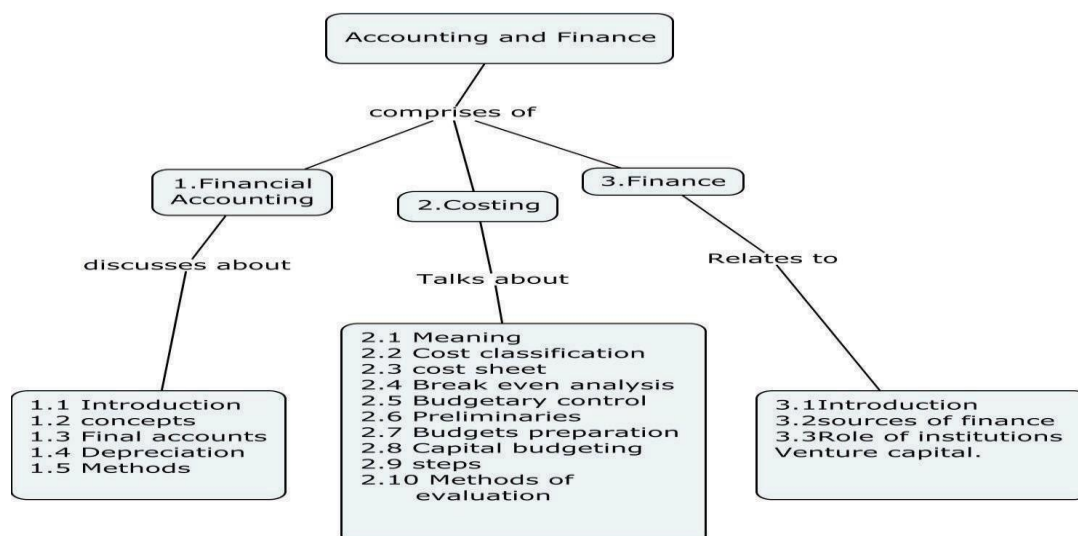 Accounting and Finance
comprises of
1.Financial
Accounting
2.Costing
3.Finance
discusses about
Talks about
Relates to
1.1 Introduction
1.2 concepts
1.3 Final accounts
1.4 Depreciation
1.5 Methods
2.1 Meaning
2.2 Cost classification
2.3 cost sheet
2.4 Break even analysis
2.5 Budgetary control
2.6 Preliminaries
2.7 Budgets preparation
2.8 Capital budgeting
2.9 steps
2.10 Methods of
evaluation
3.1Introduction
3.2sources of finance
3.3Role of institutions
Venture capital.